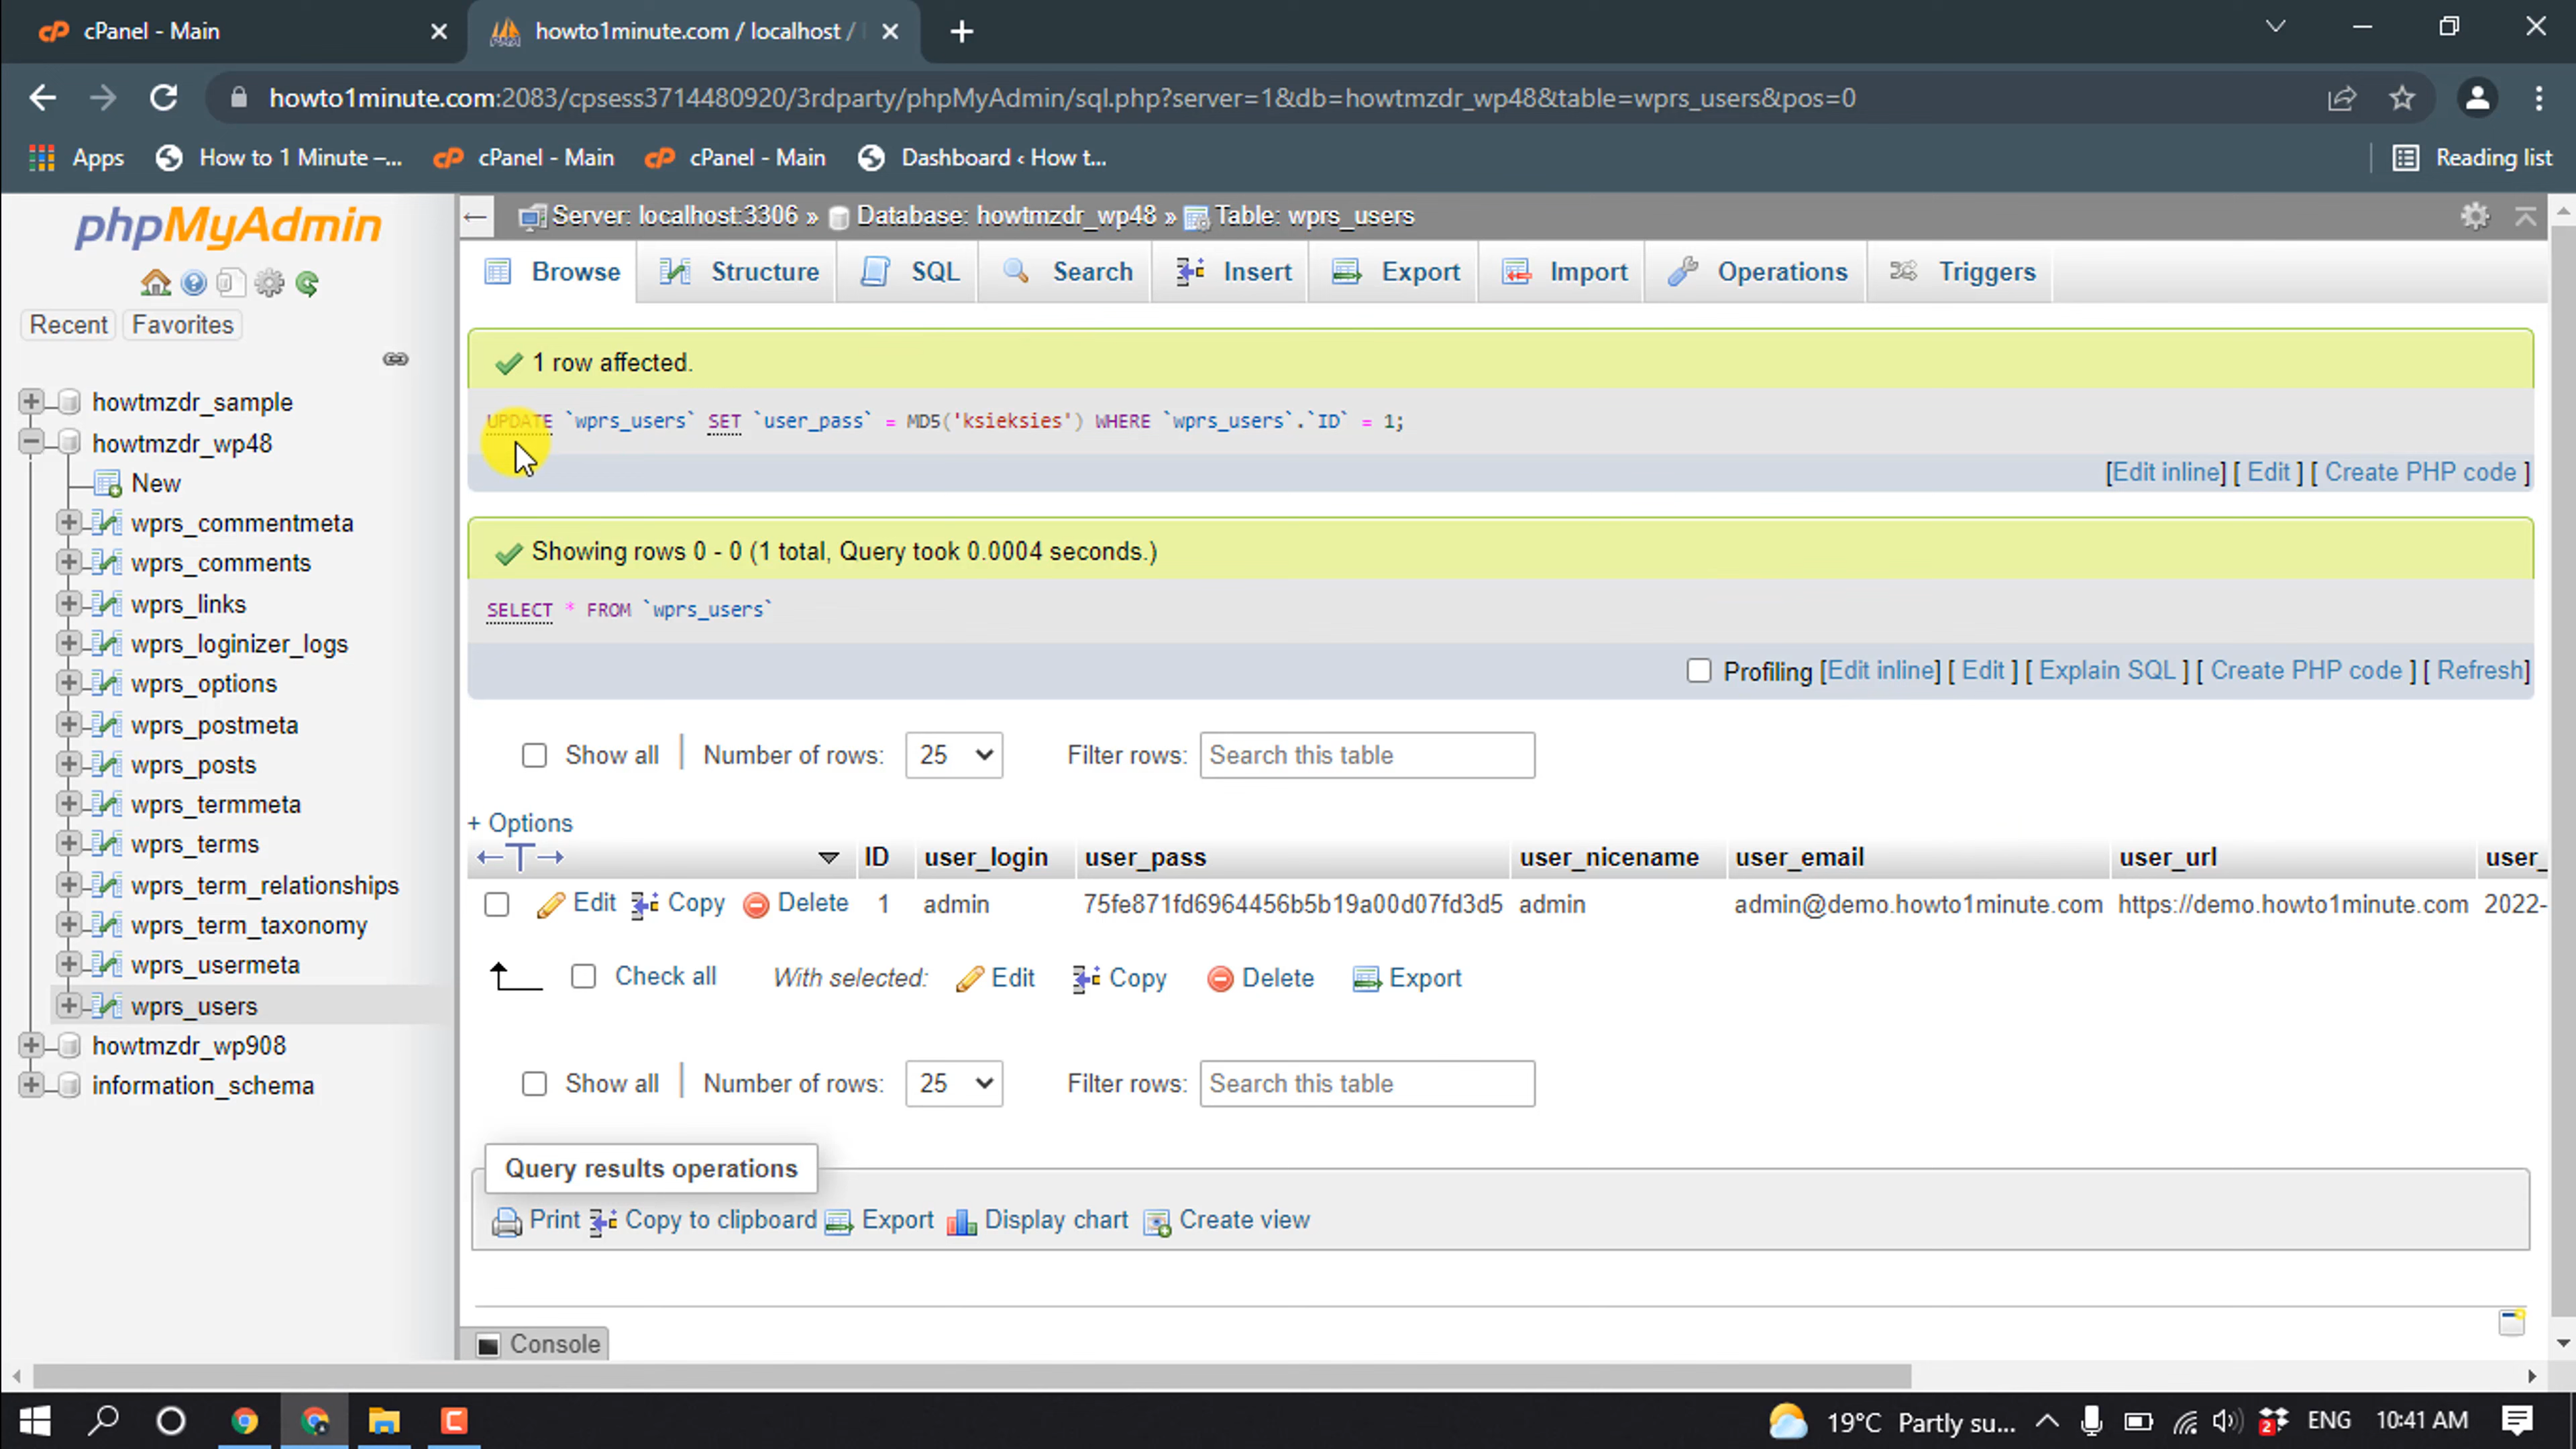 cPanel - Main
howto1minute.com / localhost /
howto1minute.com:2083/cpsess3714480920/3rdparty/phpMyAdmin/sql.php?server=1&db=howtmzdr_wp48&table=wprs_users&pos=0
Apps How to 1 Minute –... cPanel - Main cPanel - Main Dashboard ‹ How t... Reading list
phpMyAdmin
Recent Favorites
howtmzdr_sample
howtmzdr_wp48
New
wprs_commentmeta
wprs_comments
wprs_links
wprs_loginizer_logs
wprs_options
wprs_postmeta
wprs_posts
wprs_termmeta
wprs_terms
wprs_term_relationships
wprs_term_taxonomy
wprs_usermeta
wprs_users
howtmzdr_wp908
information_schema
Server: localhost:3306 » Database: howtmzdr_wp48 » Table: wprs_users
Browse Structure SQL Search Insert Export Import Operations Triggers
1 row affected.
UPDATE `wprs_users` SET `user_pass` = MD5('ksieksies') WHERE `wprs_users`.`ID` = 1;
[Edit inline] [ Edit ] [ Create PHP code ]
Showing rows 0 - 0 (1 total, Query took 0.0004 seconds.)
SELECT * FROM `wprs_users`
Profiling [Edit inline] [ Edit ] [ Explain SQL ] [ Create PHP code ] [ Refresh]
Show all | Number of rows: 25 Filter rows: Search this table
+ Options
←T→ ID user_login user_pass user_nicename user_email user_url user_
Edit Copy Delete 1 admin 75fe871fd6964456b5b19a00d07fd3d5 admin admin@demo.howto1minute.com https://demo.howto1minute.com 2022-
Check all With selected: Edit Copy Delete Export
Show all | Number of rows: 25 Filter rows: Search this table
Query results operations
Print Copy to clipboard Export Display chart Create view
Console
19°C Partly su... 2 ENG 10:41 AM